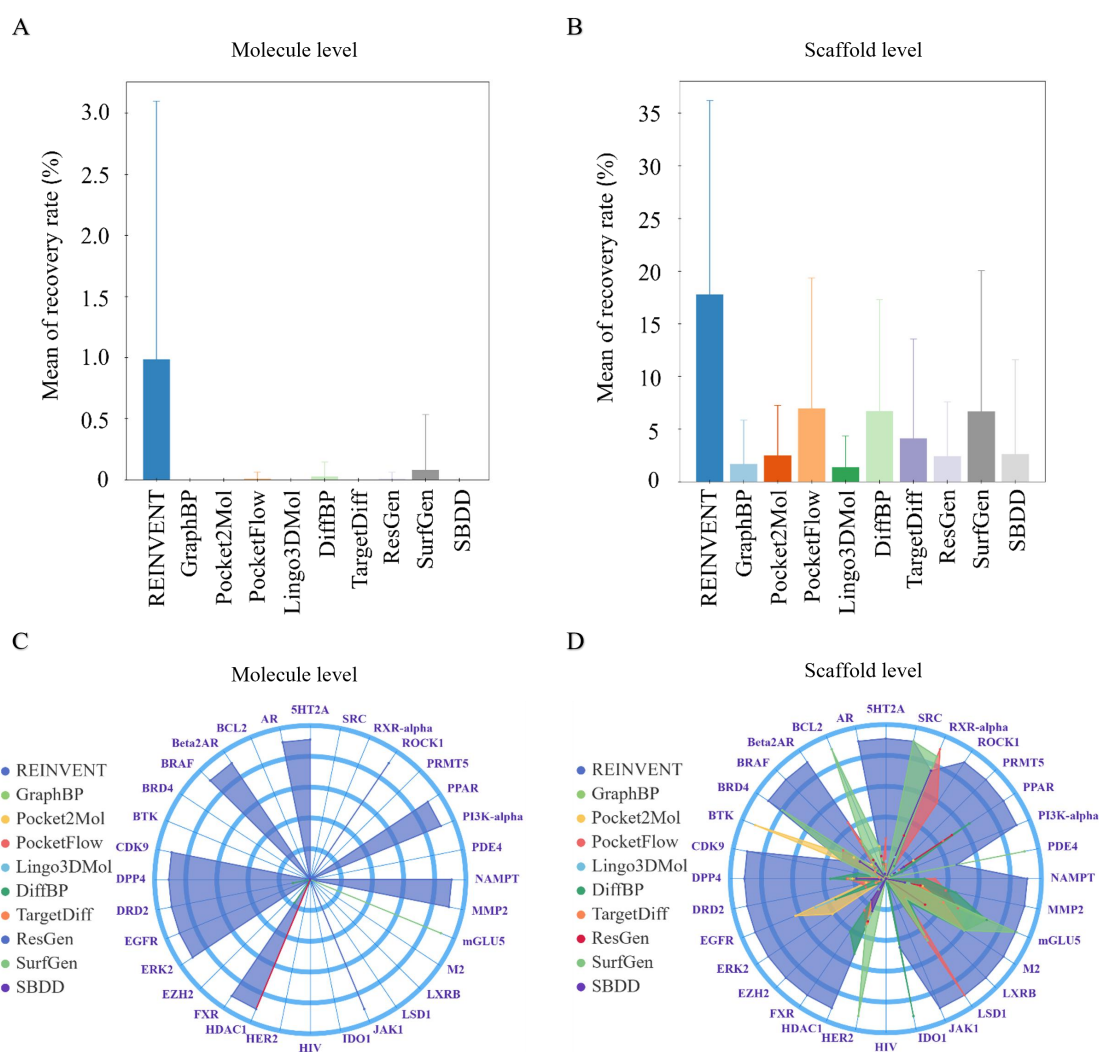 A
Molecule level
Mean of recovery rate (%)
3.0
2.5
2.0
1.5
1.0
0.5
0
REINVENT
GraphBP
Pocket2Mol
PocketFlow
Lingo3DMol
DiffBP
TargetDiff
ResGen
SurfGen
SBDD
B
Scaffold level
Mean of recovery rate (%)
35
30
25
20
15
10
5
0
REINVENT
GraphBP
Pocket2Mol
PocketFlow
Lingo3DMol
DiffBP
TargetDiff
ResGen
SurfGen
SBDD
C
Molecule level
REINVENT
GraphBP
Pocket2Mol
PocketFlow
Lingo3DMol
DiffBP
TargetDiff
ResGen
SurfGen
SBDD
5HT2A
SRC
RXR-alpha
ROCK1
PRMT5
PPAR
PI3K-alpha
PDE4
NAMPT
MMP2
mGLU5
M2
LXRB
LSD1
JAK1
IDO1
HIV
HER2
HDAC1
FXR
EZH2
ERK2
EGFR
DRD2
DPP4
CDK9
BTK
BRD4
BRAF
Beta2AR
BCL2
AR
D
Scaffold level
REINVENT
GraphBP
Pocket2Mol
PocketFlow
Lingo3DMol
DiffBP
TargetDiff
ResGen
SurfGen
SBDD
5HT2A
SRC
RXR-alpha
ROCK1
PRMT5
PPAR
PI3K-alpha
PDE4
NAMPT
MMP2
mGLU5
M2
LXRB
LSD1
JAK1
IDO1
HIV
HER2
HDAC1
FXR
EZH2
ERK2
EGFR
DRD2
DPP4
CDK9
BTK
BRD4
BRAF
Beta2AR
BCL2
AR